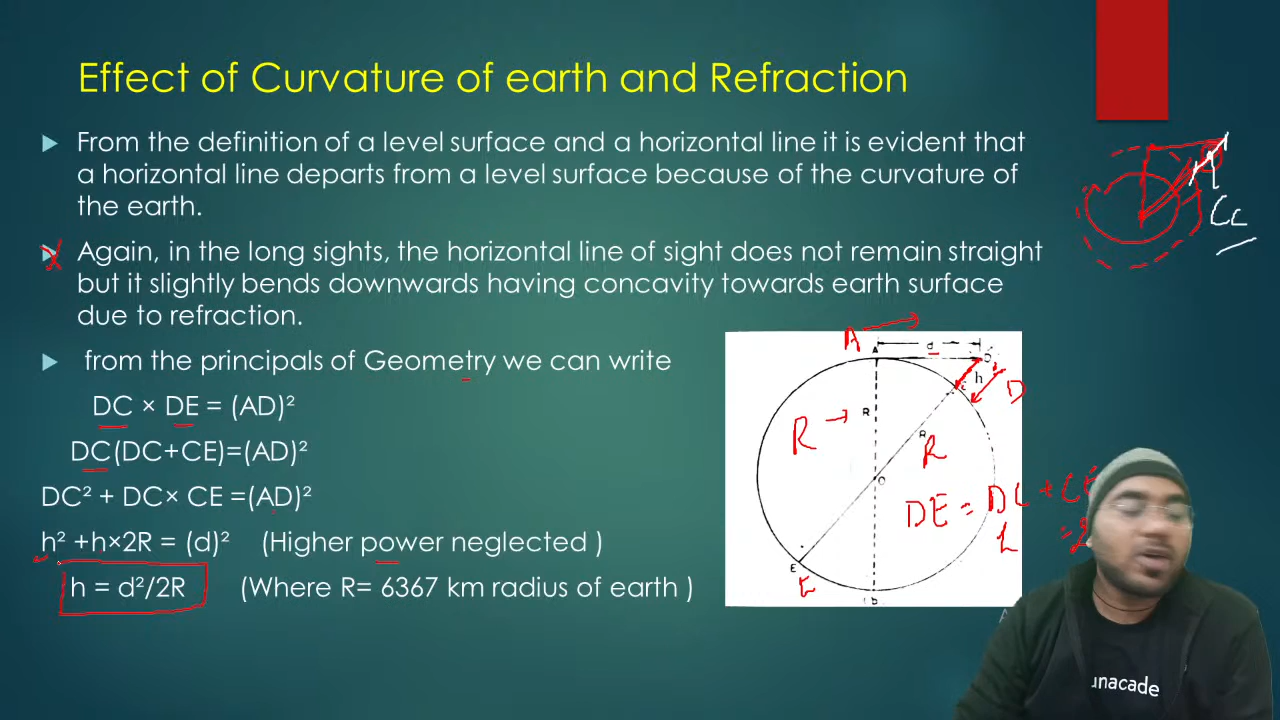 Effect of Curvature of earth and Refraction
From the definition of a level surface and a horizontal line it is evident that
a horizontal line departs from a level surface because of the curvature of
the earth.
Again, in the long sights, the horizontal line of sight does not remain straight
but it slightly bends downwards having concavity towards earth surface
due to refraction.
from the principals of Geometry we can write
DC × DE = (AD)²
DC(DC+CE)=(AD)²
DC² + DC× CE =(AD)²
h² +h×2R = (d)² (Higher power neglected )
h = d²/2R (Where R= 6367 km radius of earth )
Cc
A
A
d
D
h
C
D
R
R
R
R
O
DE = DC + CE
h
E
E
unacade